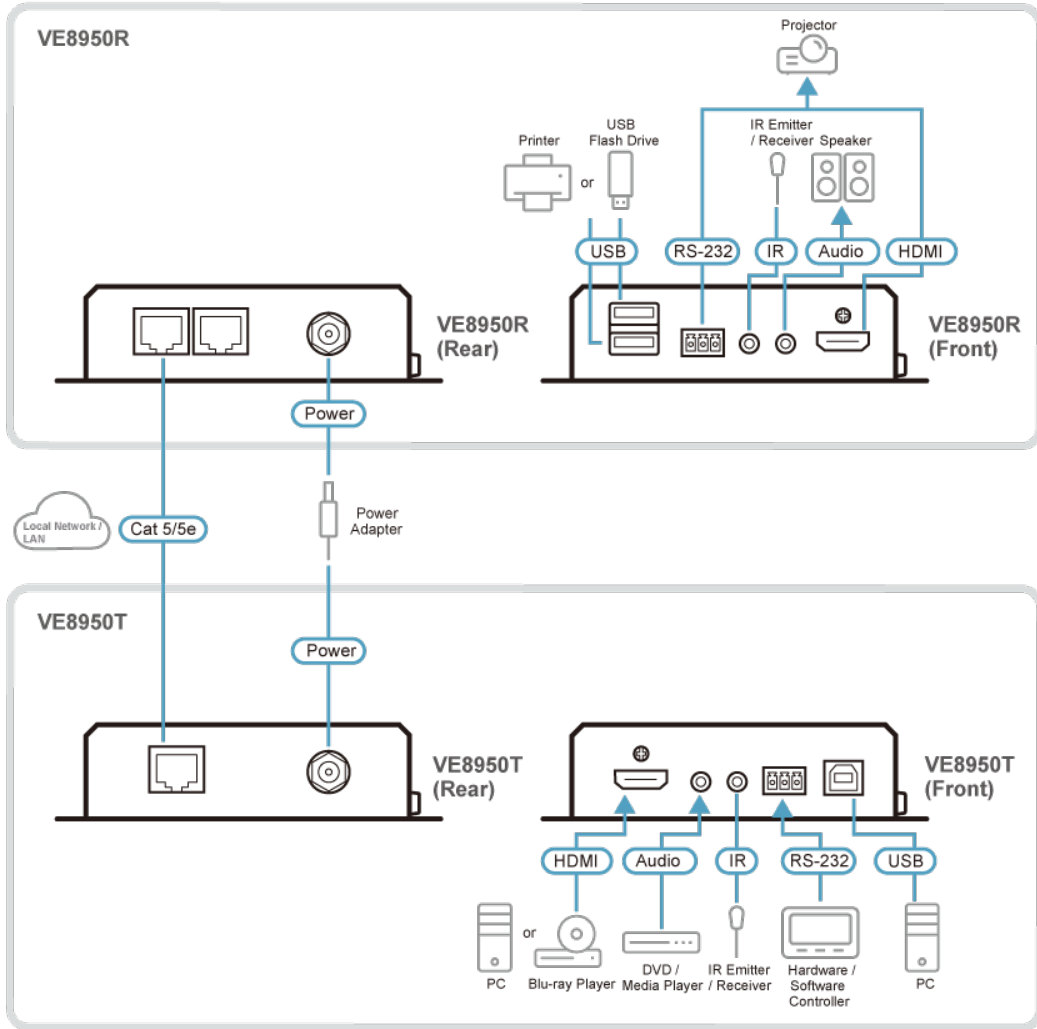 VE8950R
Projector
USB
Flash Drive
Printer
or
IR Emitter
/ Receiver
Speaker
USB
RS-232
IR
Audio
HDMI
VE8950R
(Rear)
VE8950R
(Front)
Power
Local Network /
LAN
Cat 5/5e
Power
Adapter
VE8950T
Power
VE8950T
(Rear)
VE8950T
(Front)
HDMI
Audio
IR
RS-232
USB
or
PC
Blu-ray Player
DVD /
Media Player
IR Emitter
/ Receiver
Hardware /
Software
Controller
PC